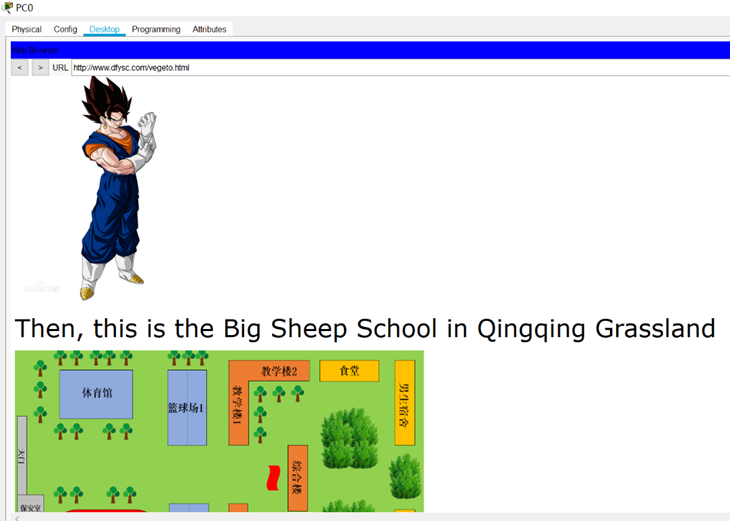 PC0
Physical Config Desktop Programming Attributes
Web Browser
< > URL http://www.dfysc.com/vegeto.html
Then, this is the Big Sheep School in Qingqing Grassland
体育馆
篮球场1
教学楼2
教学楼1
食堂
男生宿舍
大门
综合楼
保安室
<